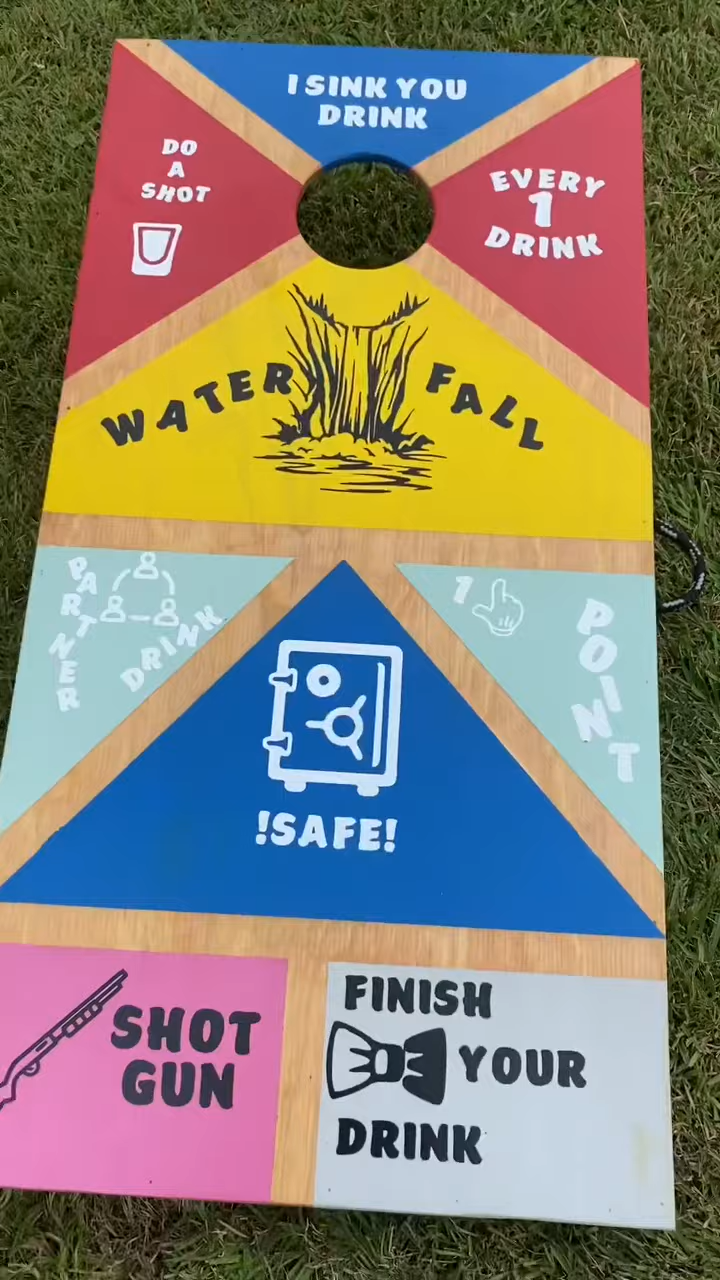 I SINK YOU
DRINK
DO
A
SHOT
EVERY
1
DRINK
WATER FALL
PARTNER
DRINK
1
POINT
!SAFE!
SHOT
GUN
FINISH
YOUR
DRINK